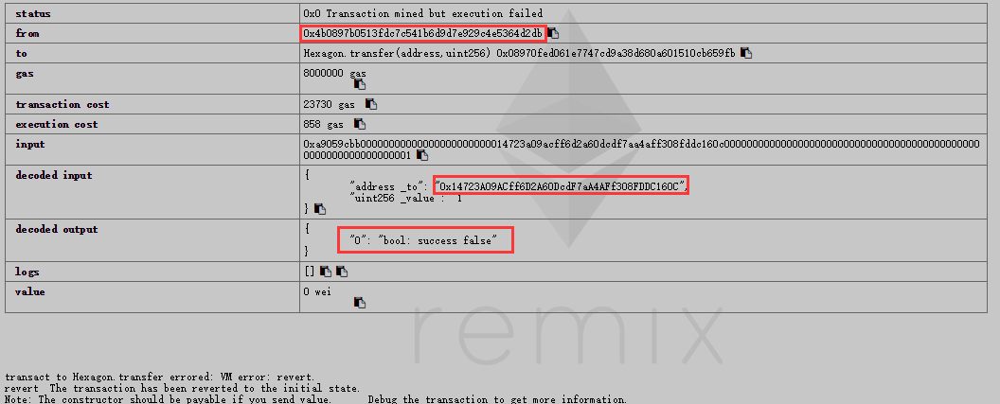 status 0x0 Transaction mined but execution failed
from 0x4b0897b0513fdc7c541b6d9d7e929c4e5364d2db
to Hexagon.transfer(address,uint256) 0x08970fed061e7747cd9a38d680a601510cb659fb
gas 8000000 gas
transaction cost 23730 gas
execution cost 858 gas
input 0xa9059cbb00000000000000000000000014723a09acff6d2a60dcdf7aa4aff308fddc160c00000000000000000000000000000000000000000000
00000000000000000001
decoded input {
"address _to": "0x14723A09ACff6D2A60DcdF7aA4AFf308FDDC160C",
"uint256 _value": 1
}
decoded output {
"0": "bool: success false"
}
logs []
value 0 wei
remix
transact to Hexagon.transfer errored: VM error: revert.
revert The transaction has been reverted to the initial state.
Note: The constructor should be payable if you send value. Debug the transaction to get more information.